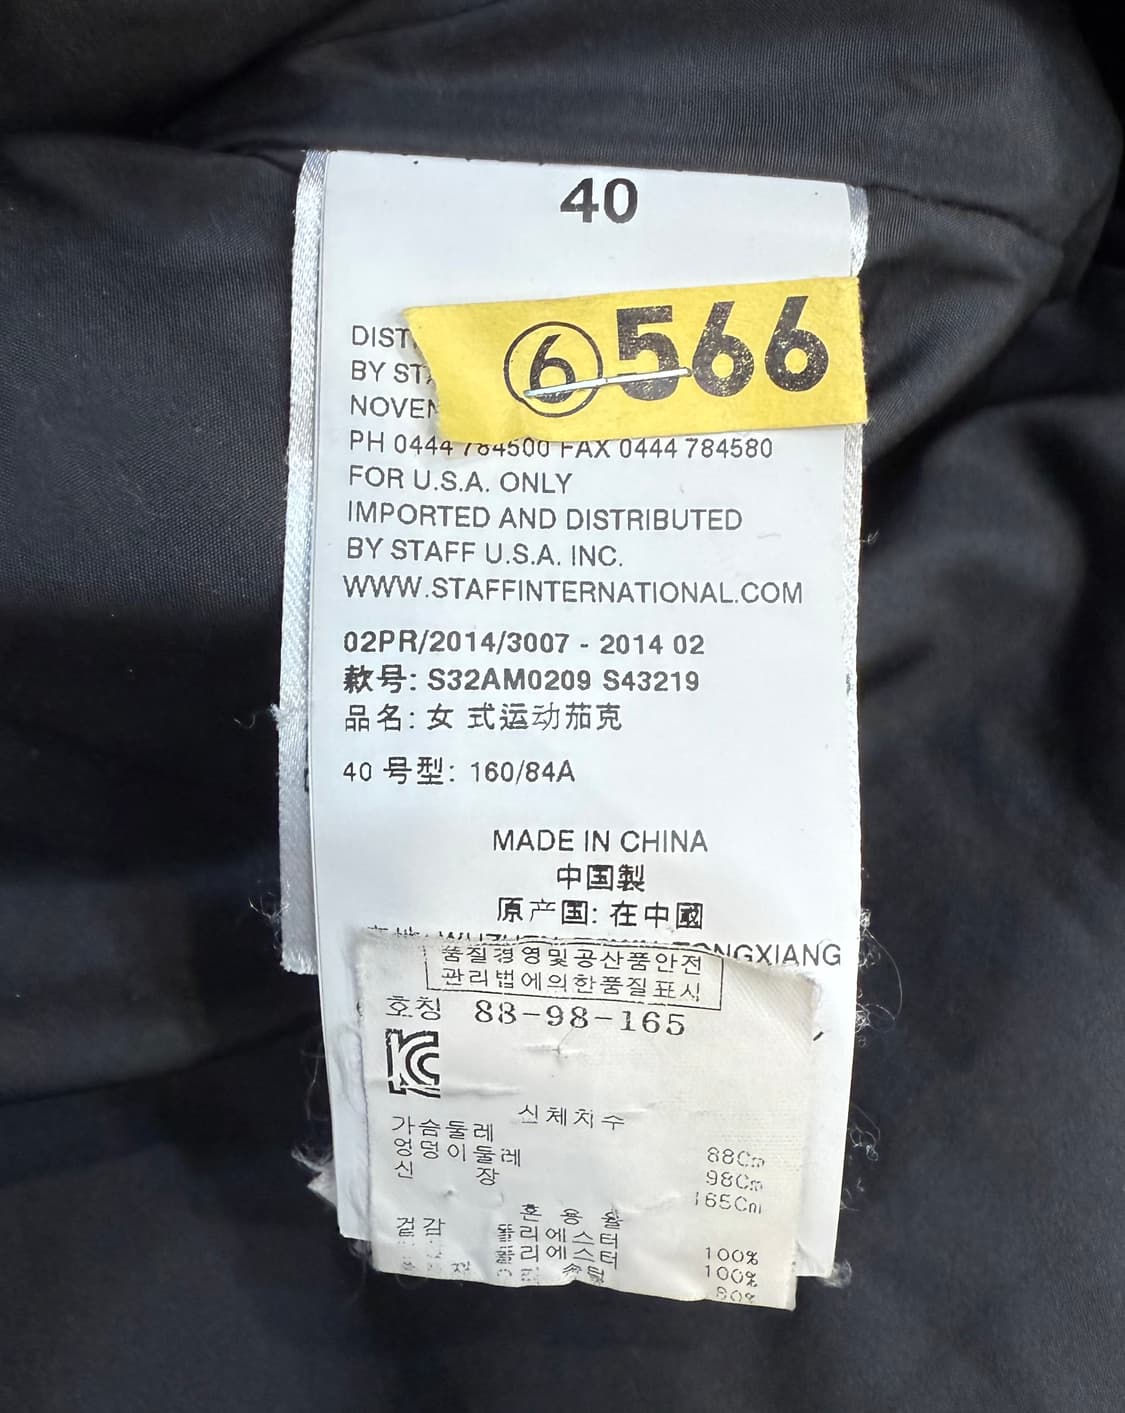 40
⑥566
DIST
BY STA
NOVEN
PH 0444 784500 FAX 0444 784580
FOR U.S.A. ONLY
IMPORTED AND DISTRIBUTED
BY STAFF U.S.A. INC.
WWW.STAFFINTERNATIONAL.COM
02PR/2014/3007 - 2014 02
款号: S32AM0209 S43219
品名: 女 式运动茄克
40 号型: 160/84A
MADE IN CHINA
中国製
原产国: 在中國
TONGXIANG
품질경영및공산품안전
관리법에의한품질표시
호칭 88-98-165
신체치수
가슴둘레 88Cm
엉덩이둘레 98Cm
신 장 165Cm
혼 용 율
겉감 폴리에스터 100%
폴리에스터 100%
솜털 80%